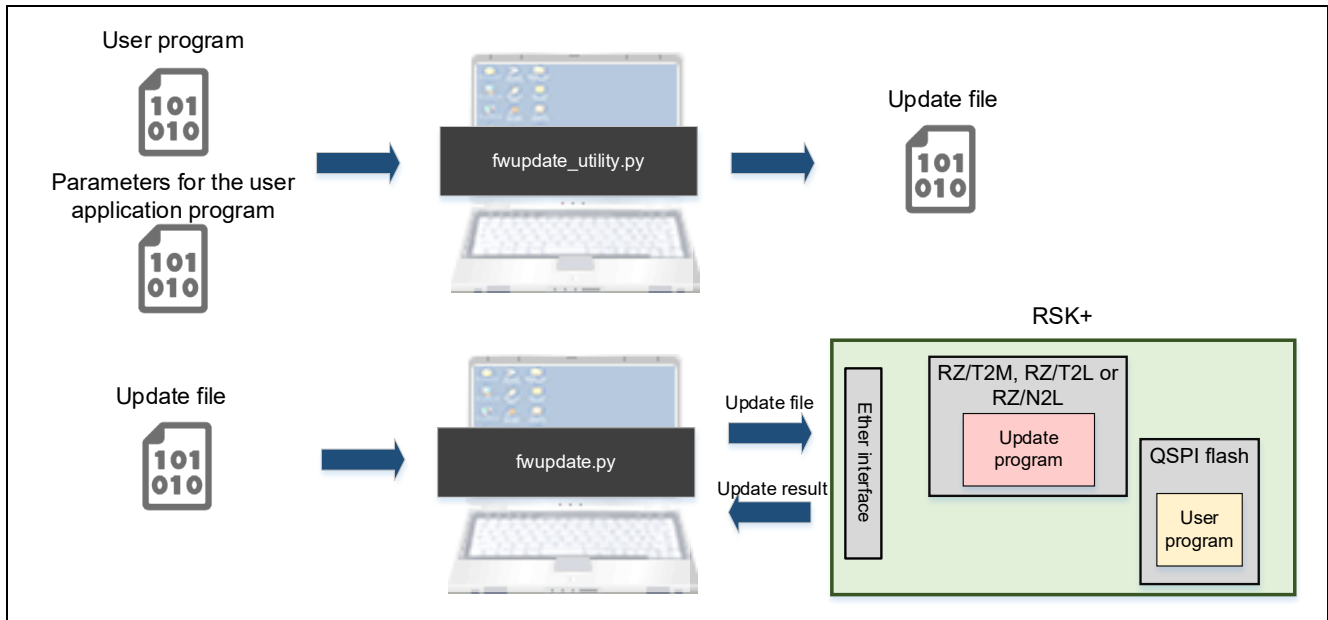 User program
101
010
Parameters for the user
application program
101
010
fwupdate_utility.py
Update file
101
010
Update file
101
010
fwupdate.py
Update file
Update result
RSK+
Ether interface
RZ/T2M, RZ/T2L or
RZ/N2L
Update
program
QSPI flash
User
program